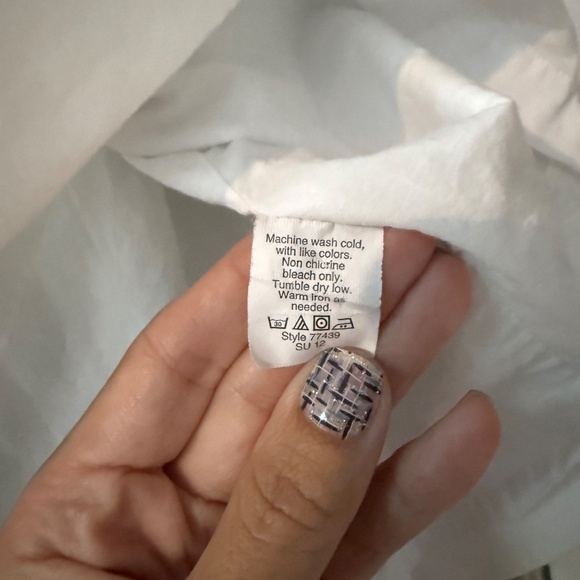 Machine wash cold,
with like colors.
Non chlorine
bleach only.
Tumble dry low.
Warm Iron as
needed.
30
Style 77439
SU 12